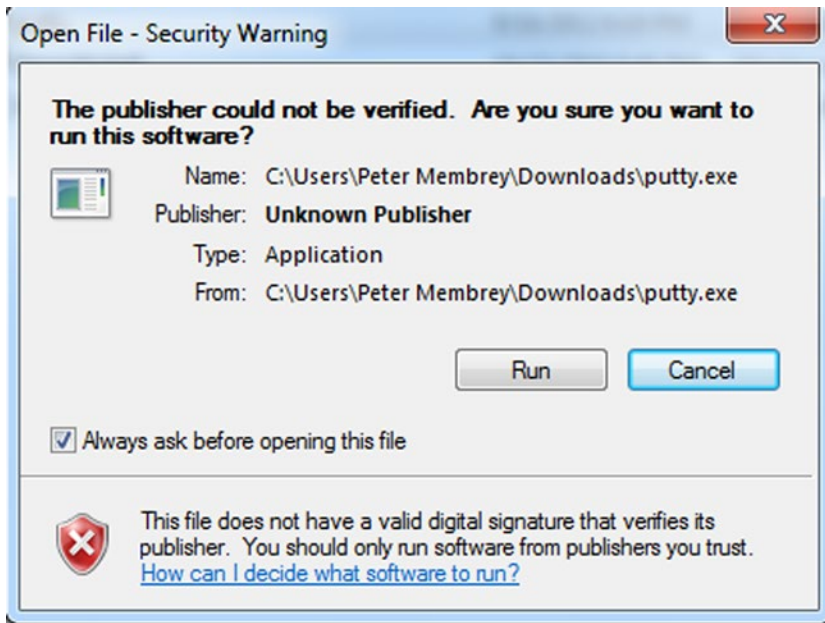 Open File - Security Warning
The publisher could not be verified. Are you sure you want to
run this software?
Name: C:\Users\Peter Membrey\Downloads\putty.exe
Publisher: Unknown Publisher
Type: Application
From: C:\Users\Peter Membrey\Downloads\putty.exe
Run Cancel
Always ask before opening this file
This file does not have a valid digital signature that verifies its
publisher. You should only run software from publishers you trust.
How can I decide what software to run?